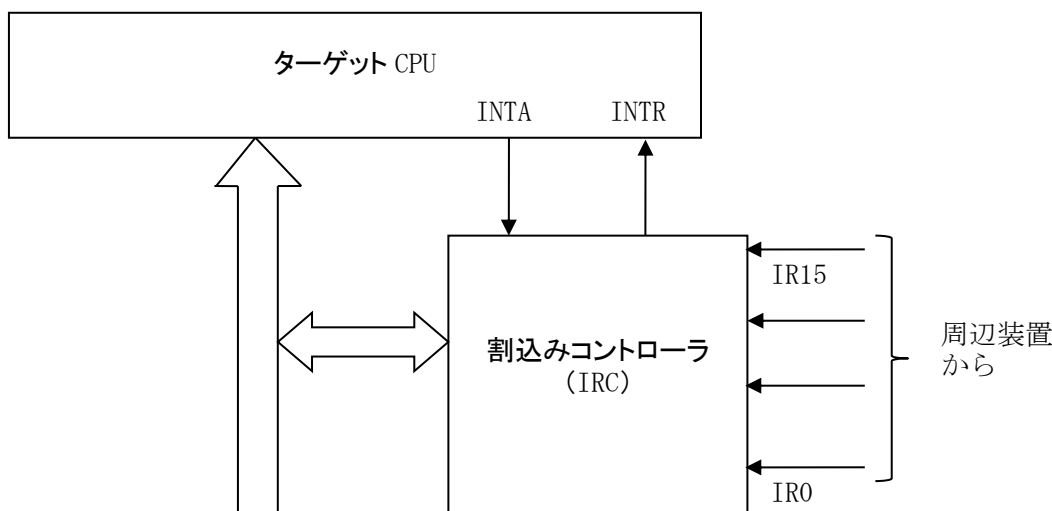 ターゲット CPU
INTA
INTR
IR15
割込みコントローラ
(IRC)
周辺装置
から
IR0